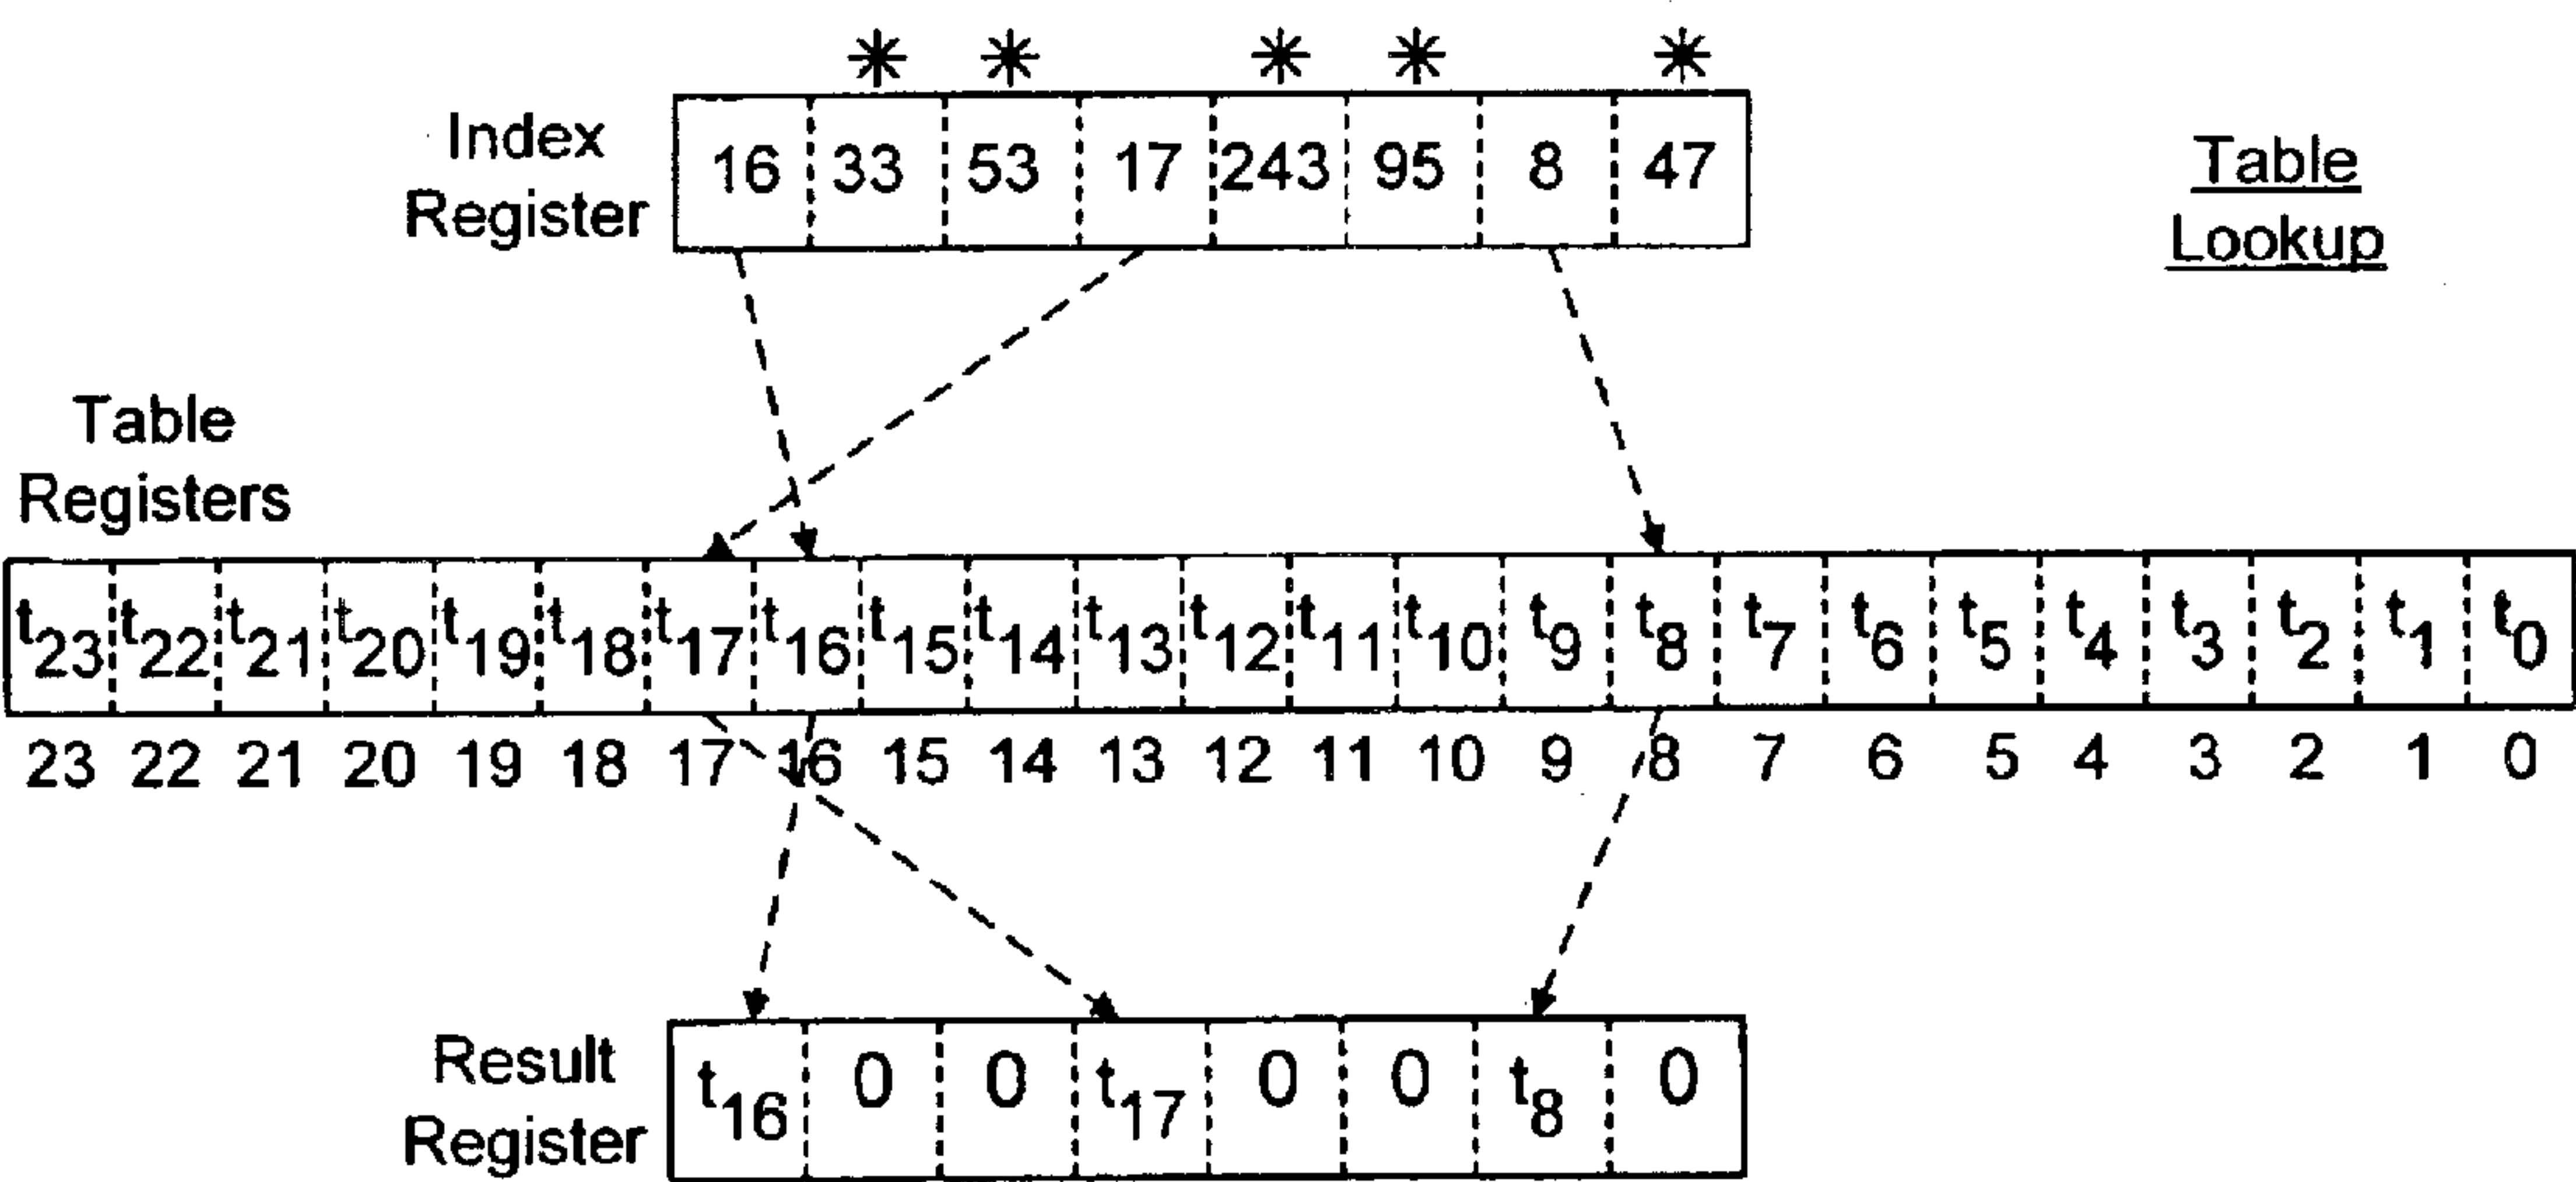 * * * * *
Index
Register
16 33 53 17 243 95 8 47
Table
Lookup
Table
Registers
t23 t22 t21 t20 t19 t18 t17 t16 t15 t14 t13 t12 t11 t10 t9 t8 t7 t6 t5 t4 t3 t2 t1 t0
23 22 21 20 19 18 17 16 15 14 13 12 11 10 9 8 7 6 5 4 3 2 1 0
Result
Register
t16 0 0 t17 0 0 t8 0